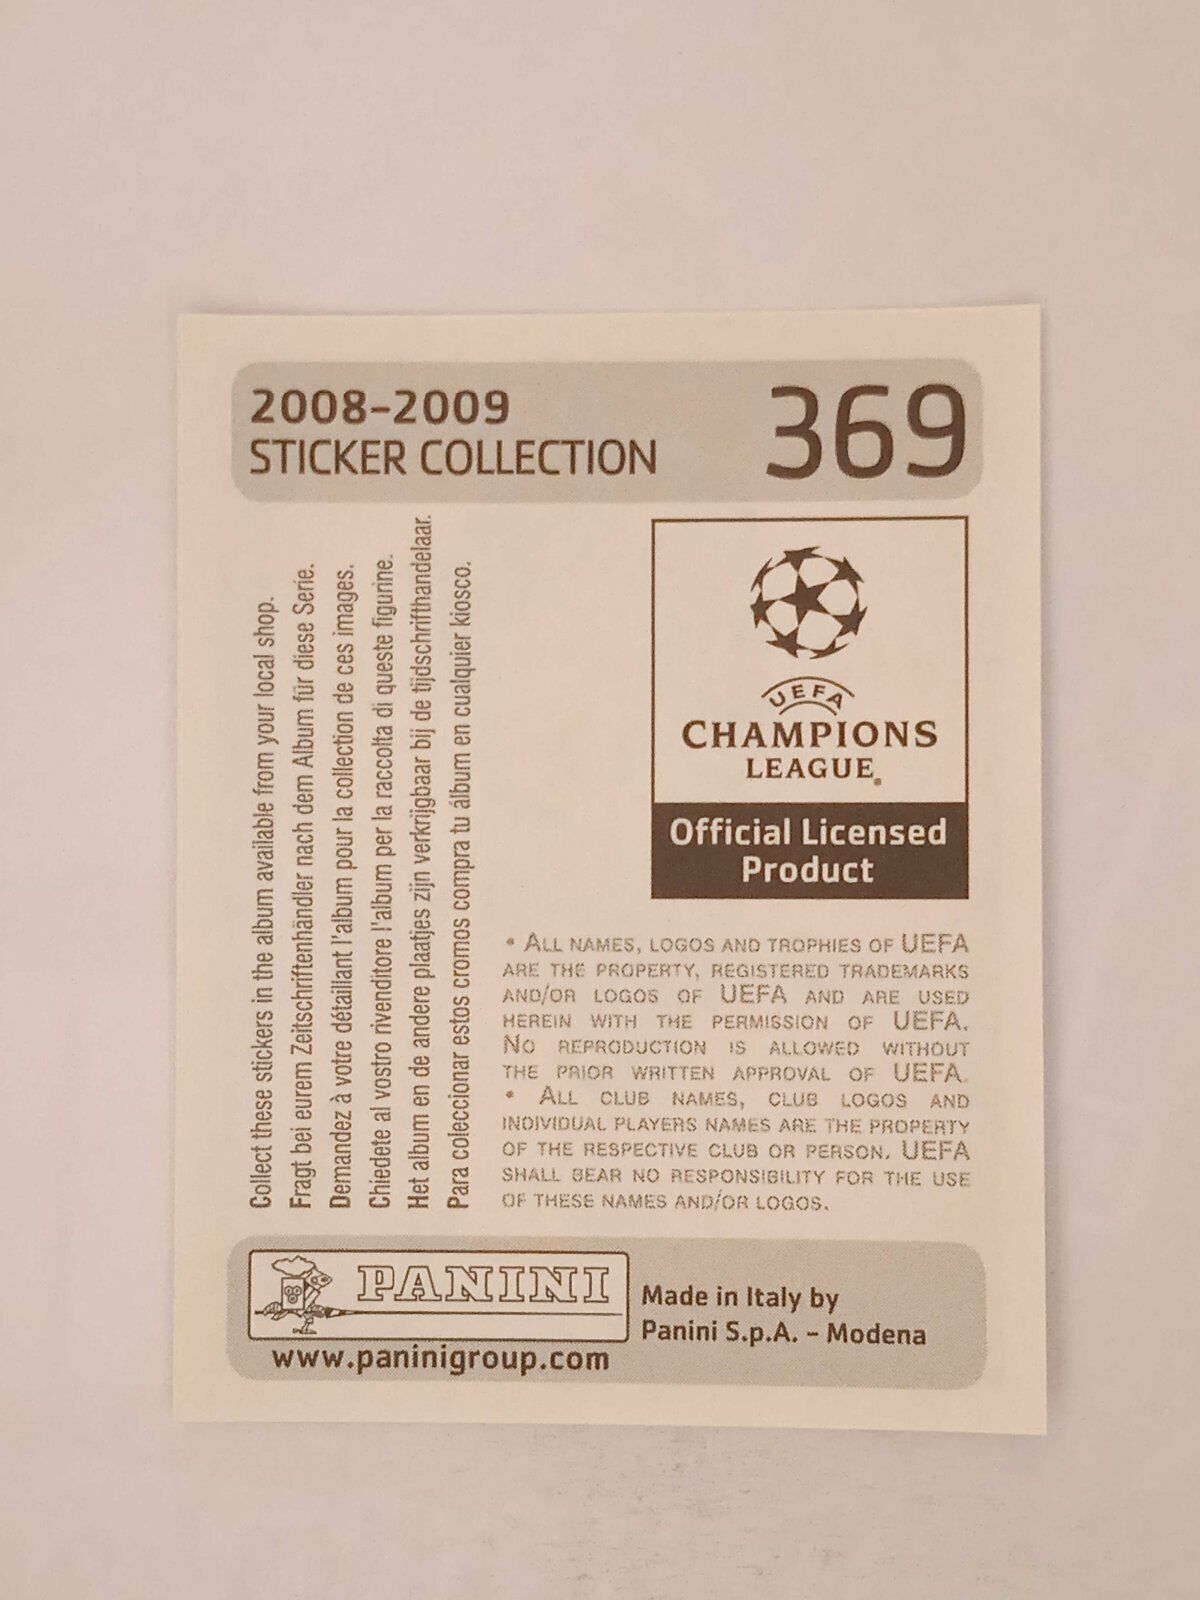 2008-2009
STICKER COLLECTION
369
Collect these stickers in the album available from your local shop.
Fragt bei eurem Zeitschriftenhändler nach dem Album für diese Serie.
Demandez à votre détaillant l'album pour la collection de ces images.
Chiedete al vostro rivenditore l'album per la raccolta di queste figurine.
Het album en de andere plaatjes zijn verkrijgbaar bij de tijdschrifthandelaar.
Para coleccionar estos cromos compra tu álbum en cualquier kiosco.
UEFA
CHAMPIONS
LEAGUE®
Official Licensed
Product
• ALL NAMES, LOGOS AND TROPHIES OF UEFA
ARE THE PROPERTY, REGISTERED TRADEMARKS
AND/OR LOGOS OF UEFA AND ARE USED
HEREIN WITH THE PERMISSION OF UEFA.
NO REPRODUCTION IS ALLOWED WITHOUT
THE PRIOR WRITTEN APPROVAL OF UEFA.
• ALL CLUB NAMES, CLUB LOGOS AND
INDIVIDUAL PLAYERS NAMES ARE THE PROPERTY
OF THE RESPECTIVE CLUB OR PERSON. UEFA
SHALL BEAR NO RESPONSIBILITY FOR THE USE
OF THESE NAMES AND/OR LOGOS.
PANINI
www.paninigroup.com
Made in Italy by
Panini S.p.A. - Modena